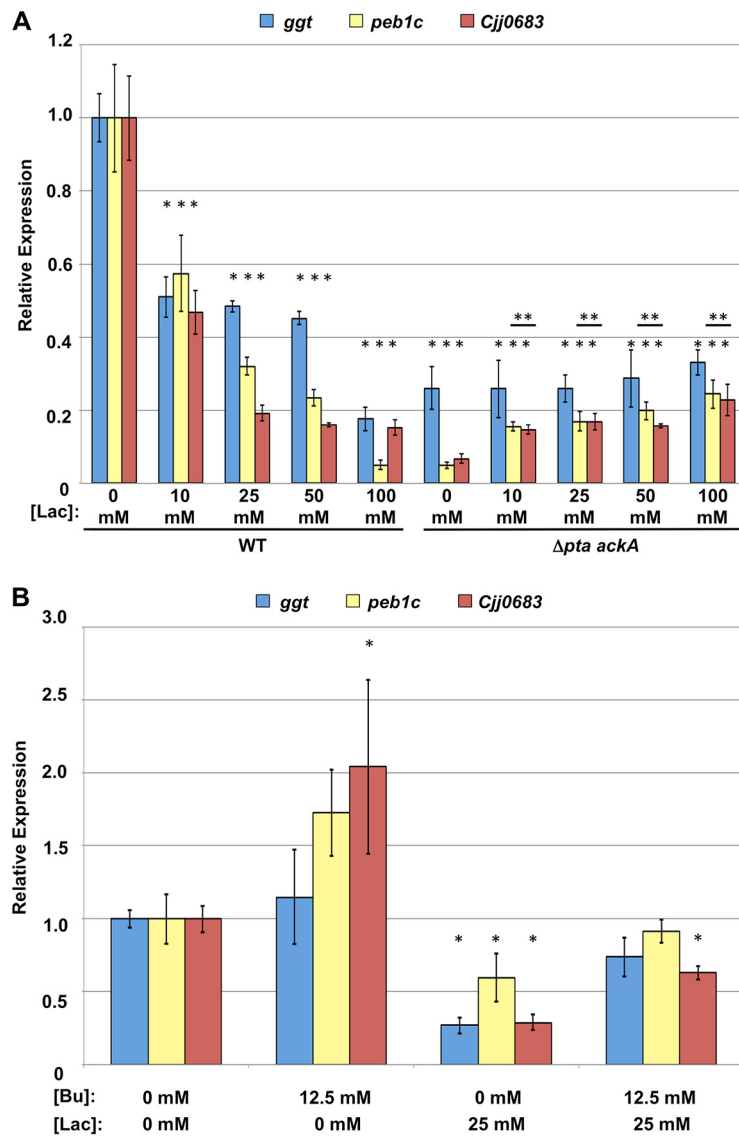 A
ggt peb1c Cjj0683
1.2
1.0
0.8
0.6
0.4
0.2
0
Relative Expression
* * * * * * * * * * * * * * * * * * * * * * * * * * *
** ** ** **
0 10 25 50 100 0 10 25 50 100
[Lac]: mM mM mM mM mM mM mM mM mM mM
WT Δpta ackA
B
ggt peb1c Cjj0683
3.0
2.5
2.0
1.5
1.0
0.5
0
Relative Expression
*
* * * *
[Bu]: 0 mM 12.5 mM 0 mM 12.5 mM
[Lac]: 0 mM 0 mM 25 mM 25 mM